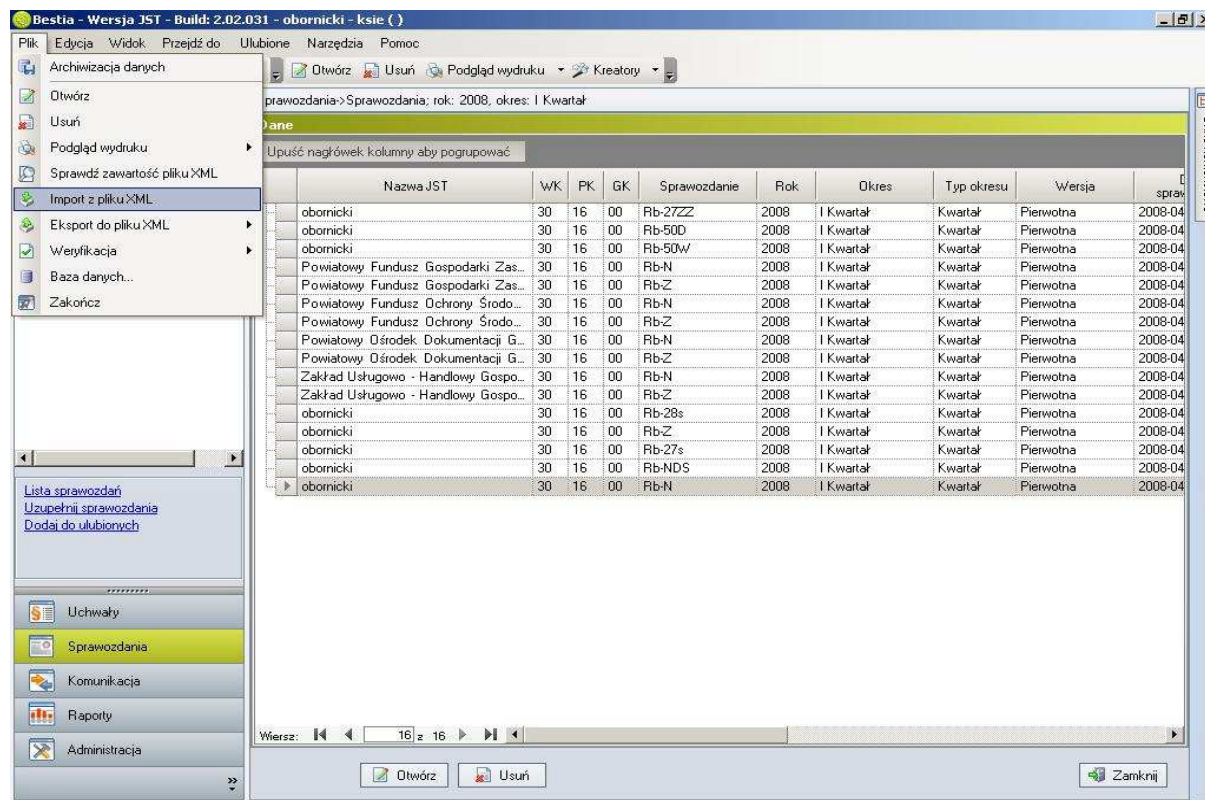 Bestia - Wersja JST - Build: 2.02.031 - obornicki - ksie ( )
Plik Edycja Widok Przejdź do Ulubione Narzędzia Pomoc
Otwórz Usuń Podgląd wydruku Kreatory
Archiwizacja danych
Otwórz
Usuń
Podgląd wydruku
Sprawdź zawartość pliku XML
Import z pliku XML
Eksport do pliku XML
Weryfikacja
Baza danych...
Zakończ
prawozdania->Sprawozdania; rok: 2008, okres: I Kwartał
Dane
Upuść nagłówek kolumny aby pogrupować
Nazwa JST WK PK GK Sprawozdanie Rok Okres Typ okresu Wersja
obornicki 30 16 00 Rb-27ZZ 2008 I Kwartał Kwartał Pierwotna 2008-04
obornicki 30 16 00 Rb-50D 2008 I Kwartał Kwartał Pierwotna 2008-04
obornicki 30 16 00 Rb-50W 2008 I Kwartał Kwartał Pierwotna 2008-04
Powiatowy Fundusz Gospodarki Zas... 30 16 00 Rb-N 2008 I Kwartał Kwartał Pierwotna 2008-04
Powiatowy Fundusz Gospodarki Zas... 30 16 00 Rb-Z 2008 I Kwartał Kwartał Pierwotna 2008-04
Powiatowy Fundusz Ochrony Środo... 30 16 00 Rb-N 2008 I Kwartał Kwartał Pierwotna 2008-04
Powiatowy Fundusz Ochrony Środo... 30 16 00 Rb-Z 2008 I Kwartał Kwartał Pierwotna 2008-04
Powiatowy Ośrodek Dokumentacji G... 30 16 00 Rb-N 2008 I Kwartał Kwartał Pierwotna 2008-04
Powiatowy Ośrodek Dokumentacji G... 30 16 00 Rb-Z 2008 I Kwartał Kwartał Pierwotna 2008-04
Zakład Usługowo - Handlowy Gospo... 30 16 00 Rb-N 2008 I Kwartał Kwartał Pierwotna 2008-04
Zakład Usługowo - Handlowy Gospo... 30 16 00 Rb-Z 2008 I Kwartał Kwartał Pierwotna 2008-04
obornicki 30 16 00 Rb-28s 2008 I Kwartał Kwartał Pierwotna 2008-04
obornicki 30 16 00 Rb-Z 2008 I Kwartał Kwartał Pierwotna 2008-04
obornicki 30 16 00 Rb-27s 2008 I Kwartał Kwartał Pierwotna 2008-04
obornicki 30 16 00 Rb-NDS 2008 I Kwartał Kwartał Pierwotna 2008-04
obornicki 30 16 00 Rb-N 2008 I Kwartał Kwartał Pierwotna 2008-04
Lista sprawozdań
Uzupełnij sprawozdania
Dodaj do ulubionych
Uchwały
Sprawozdania
Komunikacja
Raporty
Administracja
Wiersz: 16 z 16
Otwórz Usuń Zamknij